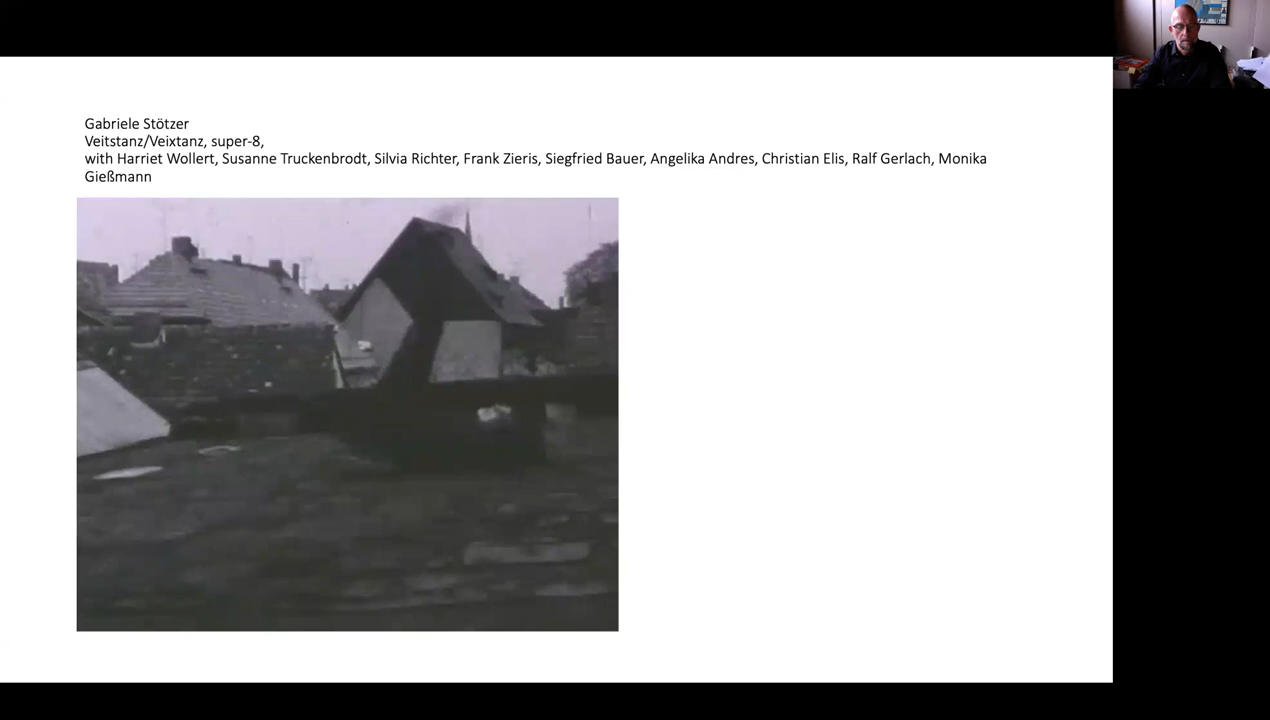 Gabriele Stötzer
Veitstanz/Veixtanz, super-8,
with Harriet Wollert, Susanne Truckenbrodt, Silvia Richter, Frank Zieris, Siegfried Bauer, Angelika Andres, Christian Elis, Ralf Gerlach, Monika
Gießmann